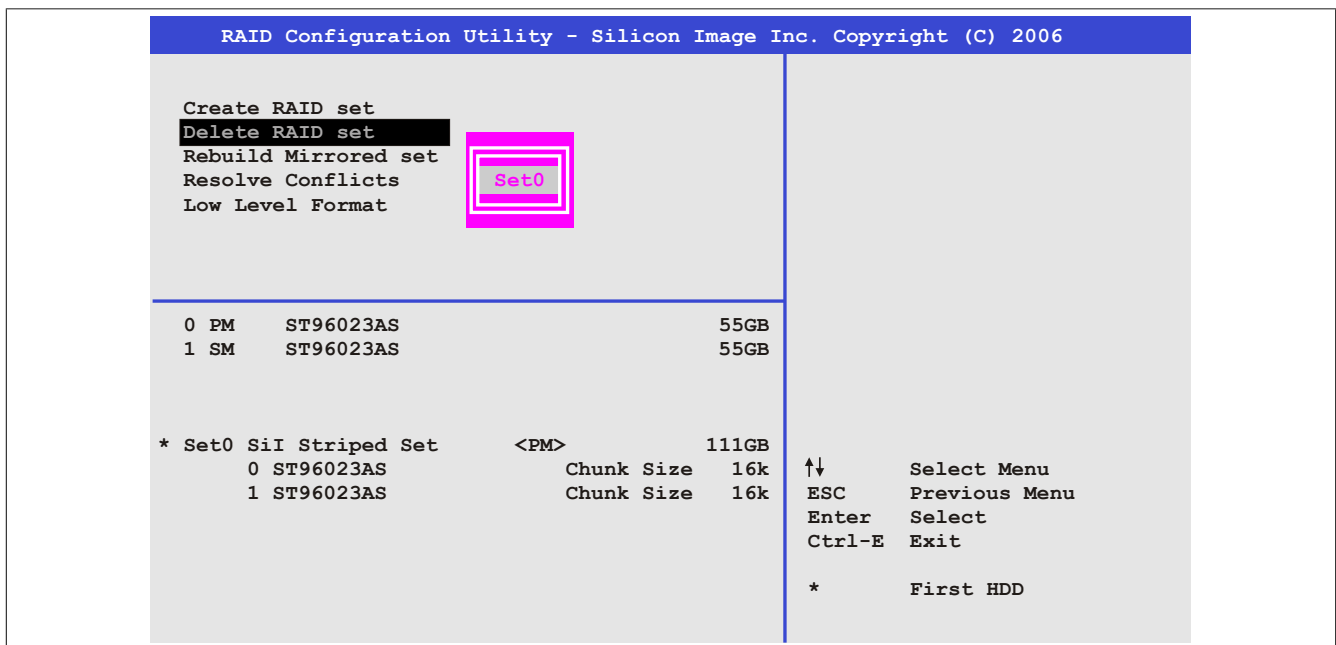 RAID Configuration Utility - Silicon Image Inc. Copyright (C) 2006
Create RAID set
Delete RAID set
Rebuild Mirrored set
Resolve Conflicts
Low Level Format
Set0
0 PM ST96023AS 55GB
1 SM ST96023AS 55GB
* Set0 SiI Striped Set <PM> 111GB
0 ST96023AS Chunk Size 16k
1 ST96023AS Chunk Size 16k
↑↓ Select Menu
ESC Previous Menu
Enter Select
Ctrl-E Exit
* First HDD